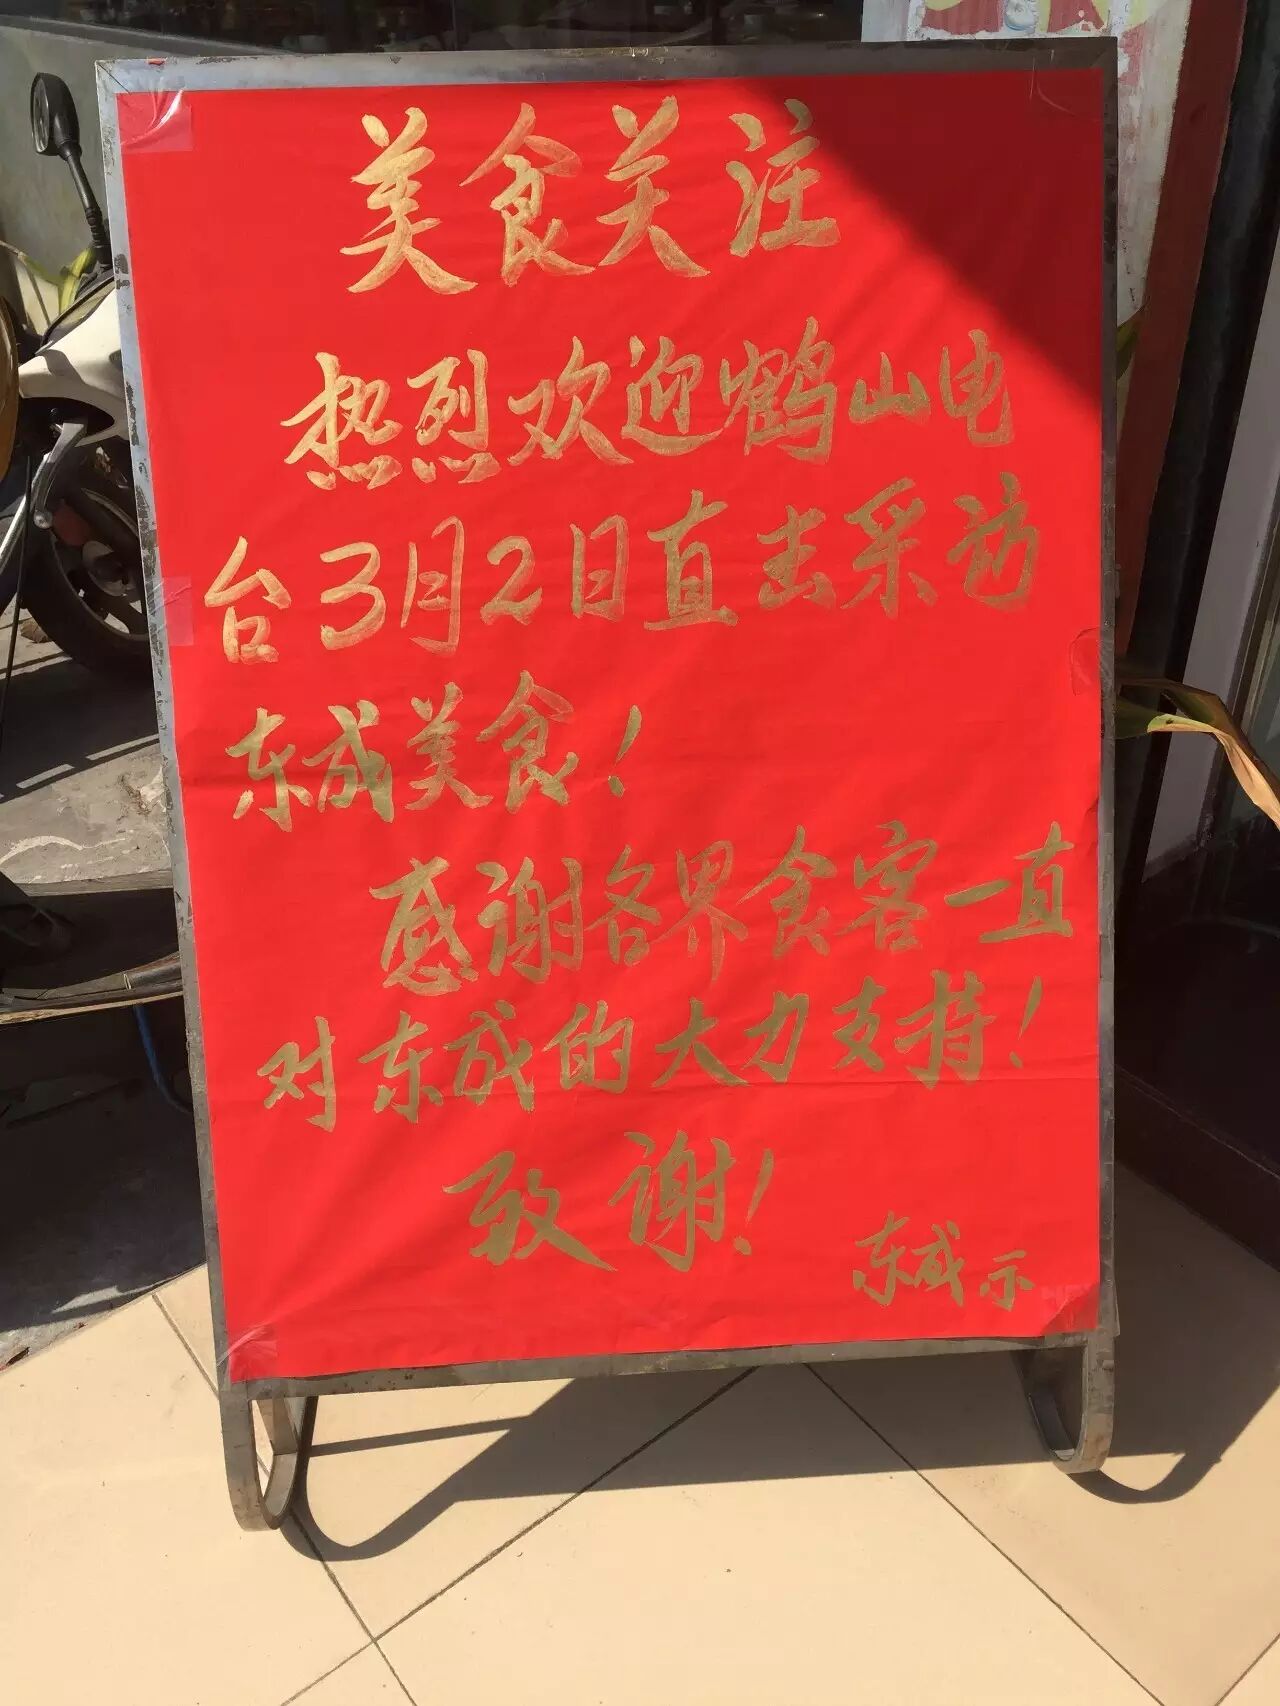 美食关注
热烈欢迎鹤山电
台3月2日直击采访
东成美食！
感谢各界食客一直
对东成的大力支持！
致谢！
东成示